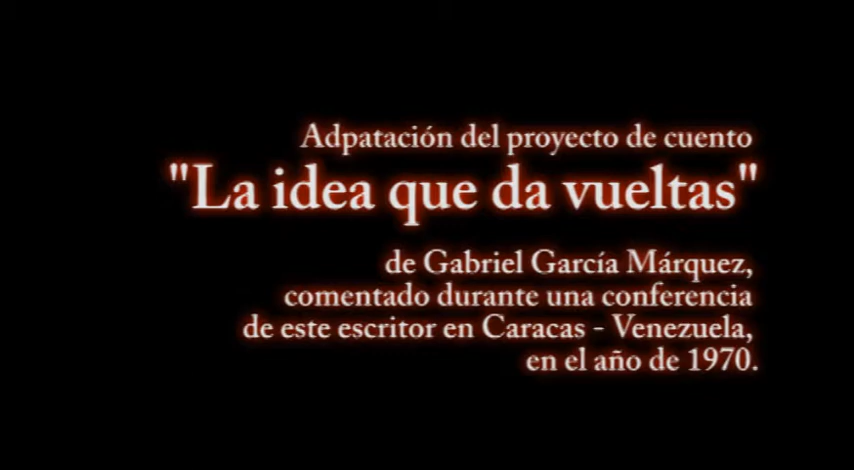 Adpatación del proyecto de cuento
"La idea que da vueltas"
de Gabriel García Márquez,
comentado durante una conferencia
de este escritor en Caracas - Venezuela,
en el año de 1970.